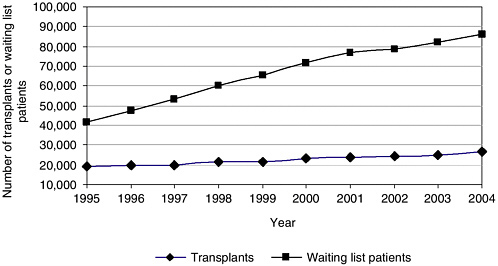 Number of transplants or waiting list
patients
100,000
90,000
80,000
70,000
60,000
50,000
40,000
30,000
20,000
10,000
1995 1996 1997 1998 1999 2000 2001 2002 2003 2004
Year
Transplants Waiting list patients